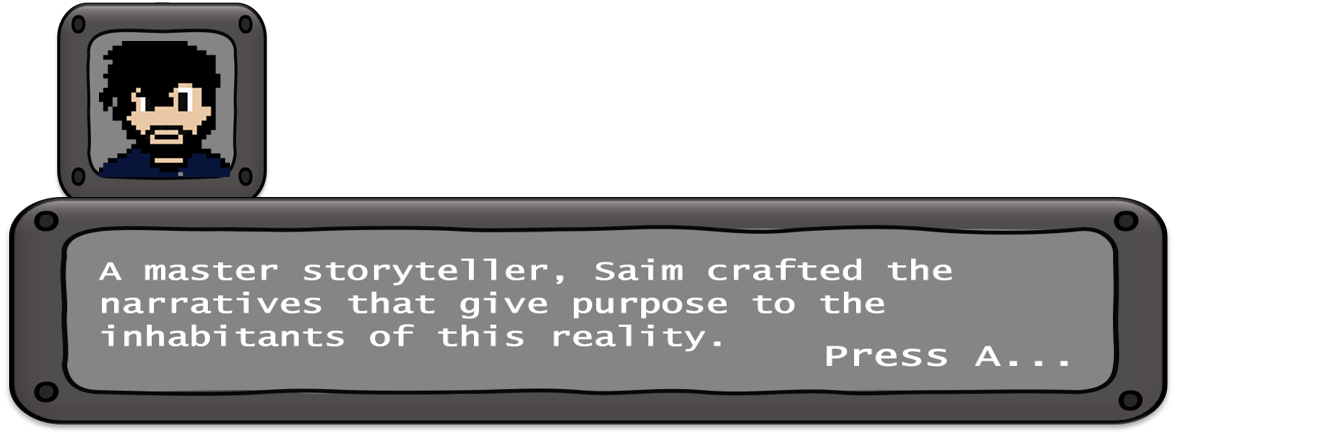 A master storyteller, Saim crafted the
narratives that give purpose to the
inhabitants of this reality.
Press A...